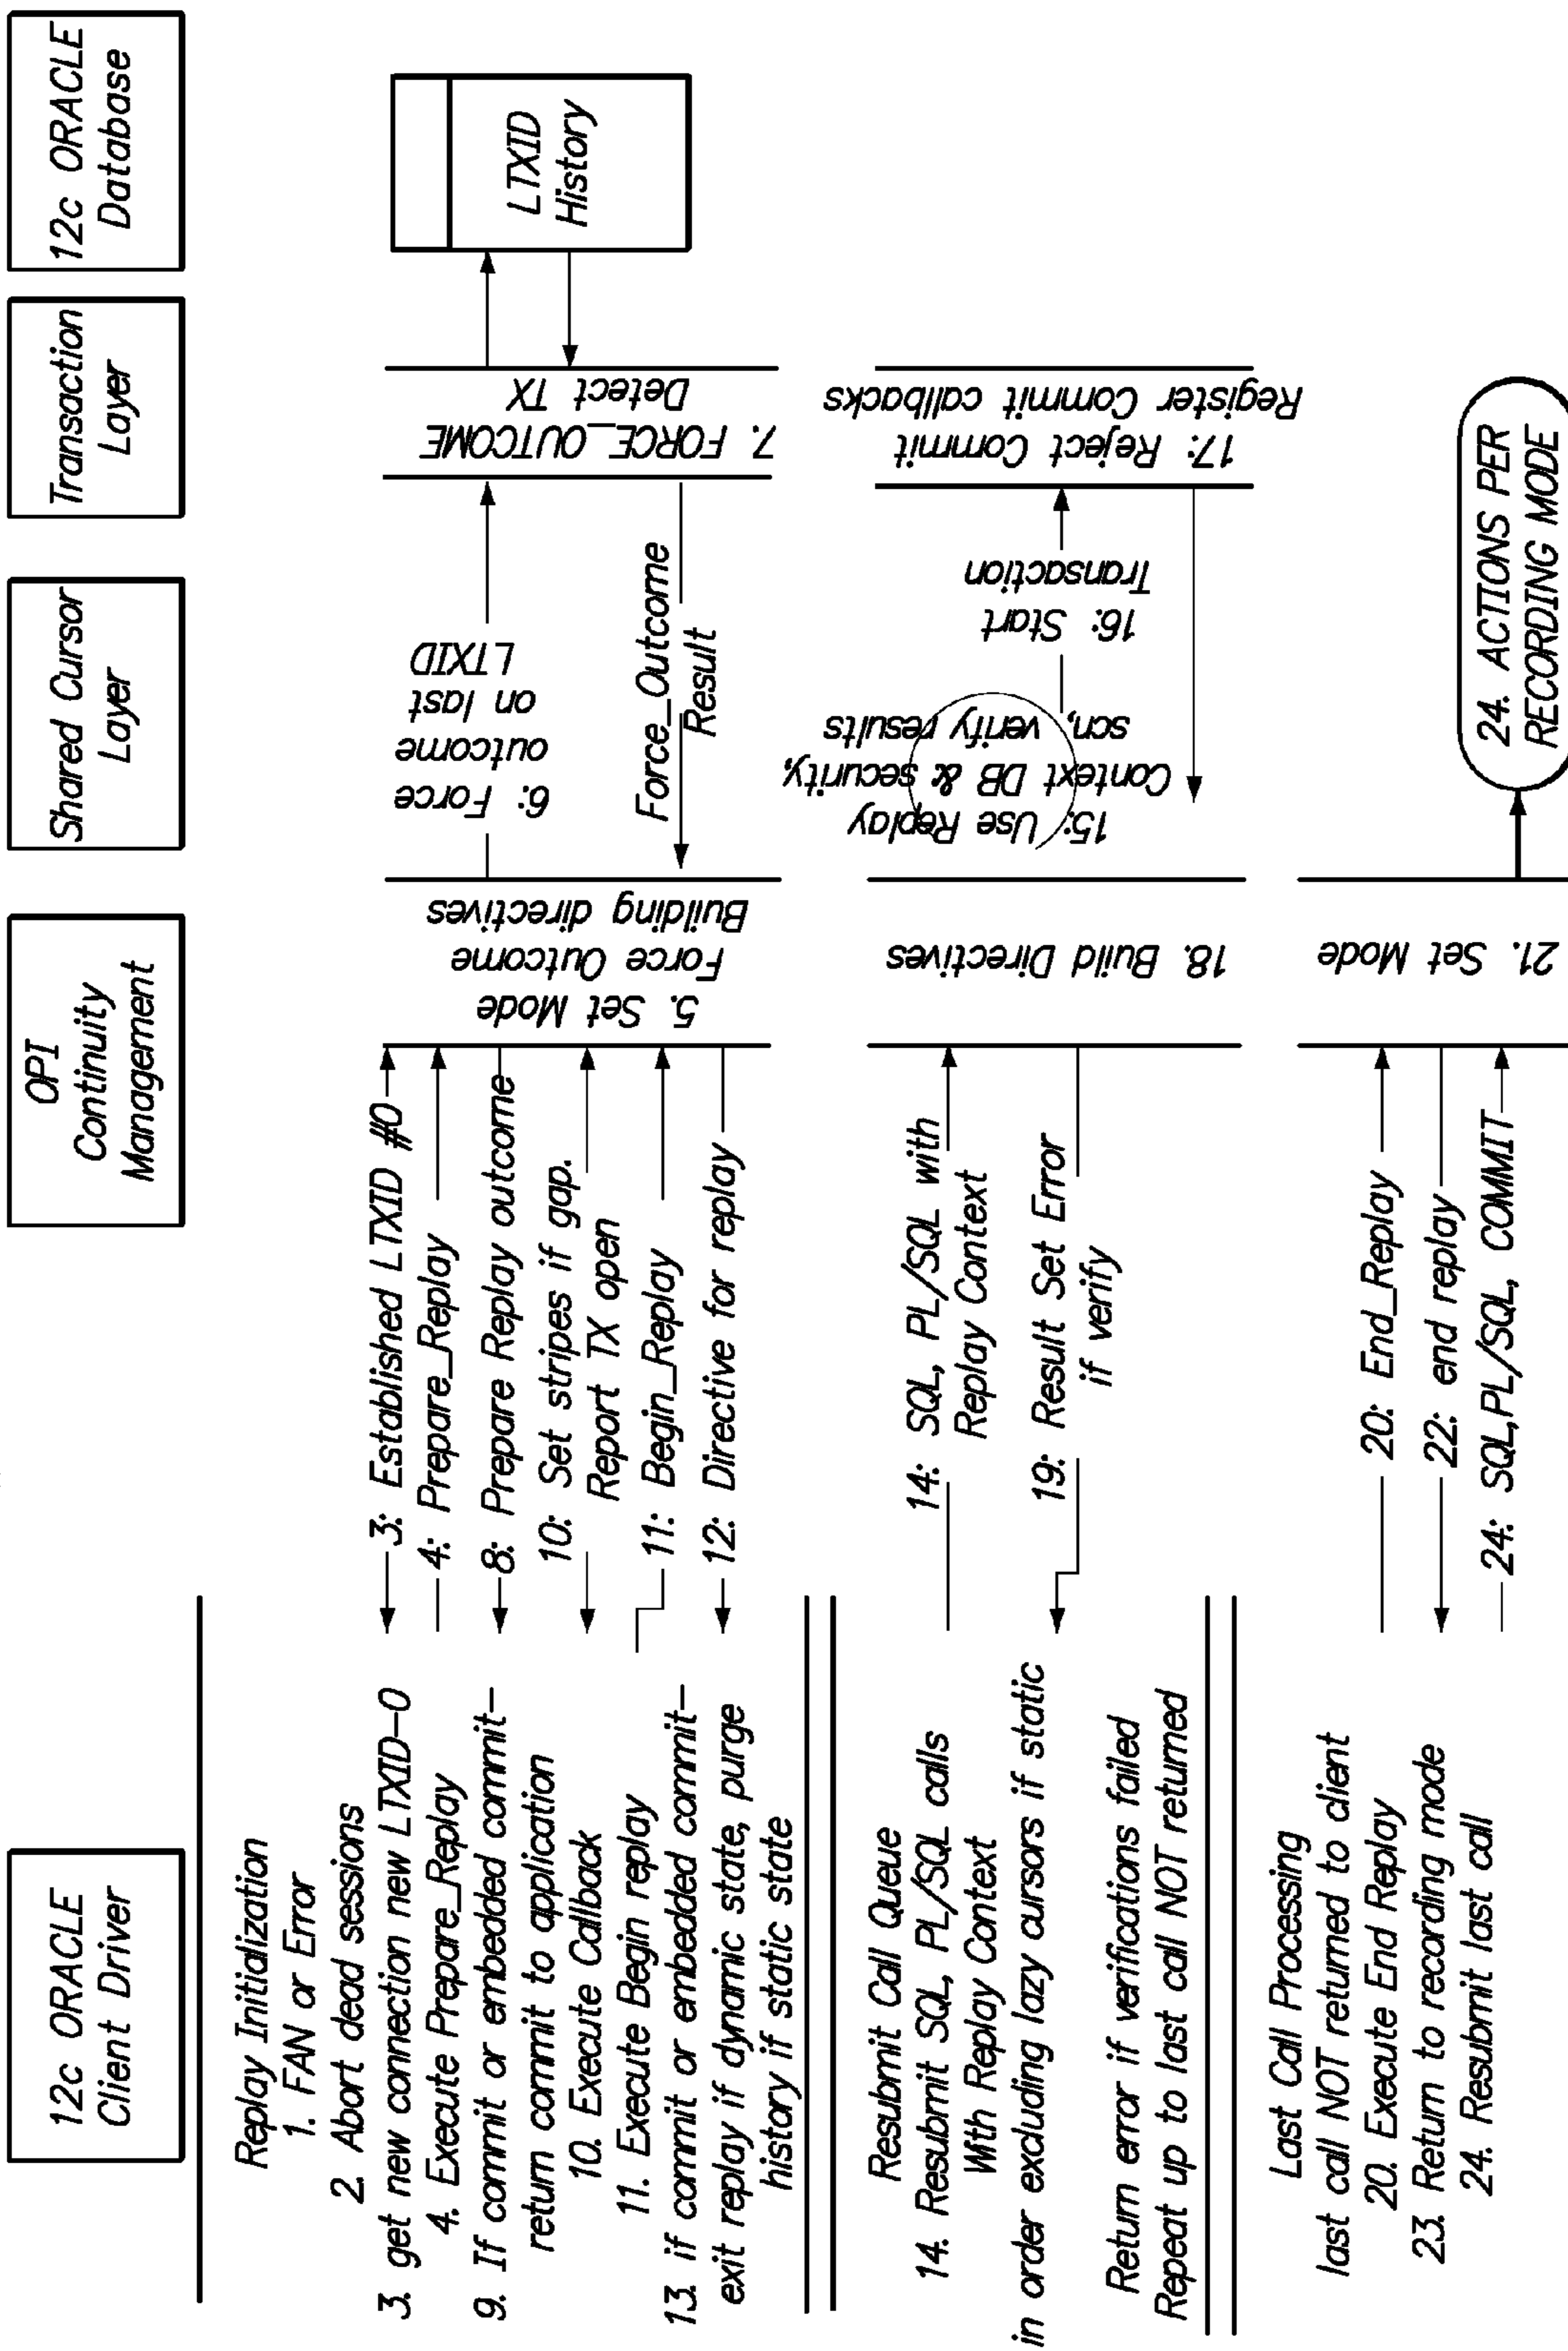 12c ORACLE
Client Driver
OPI
Continuity
Management
Shared Cursor
Layer
Transaction
Layer
12c ORACLE
Database
Replay Initialization
1. FAN or Error
2. Abort dead sessions
3. get new connection new LTXID-0
4. Execute Prepare_Replay
9. If commit or embedded commit-
return commit to application
10. Execute Callback
11. Execute Begin replay
13. if commit or embedded commit-
exit replay if dynamic state, purge
history if static state
3: Established LTXID #0
4: Prepare_Replay
8: Prepare Replay outcome
10: Set stripes if gap.
Report TX open
11: Begin_Replay
12: Directive for replay
5. Set Mode
Force Outcome
Building directives
6: Force
outcome
on last
LTXID
Force_Outcome
Result
7. FORCE_OUTCOME
Detect TX
LTXID
History
Resubmit Call Queue
14. Resubmit SQL, PL/SQL calls
With Replay Context
in order excluding lazy cursors if static
Return error if verifications failed
Repeat up to last call NOT returned
14: SQL, PL/SQL with
Replay Context
19: Result Set Error
if verify
18. Build Directives
15: Use Replay
Context DB & security,
scn, verify results
16: Start
Transaction
17: Reject Commit
Register Commit callbacks
Last Call Processing
last call NOT returned to client
20. Execute End Replay
23. Return to recording mode
24. Resubmit last call
20: End_Replay
22: end replay
24: SQL,PL/SQL, COMMIT
21. Set Mode
24. ACTIONS PER
RECORDING MODE